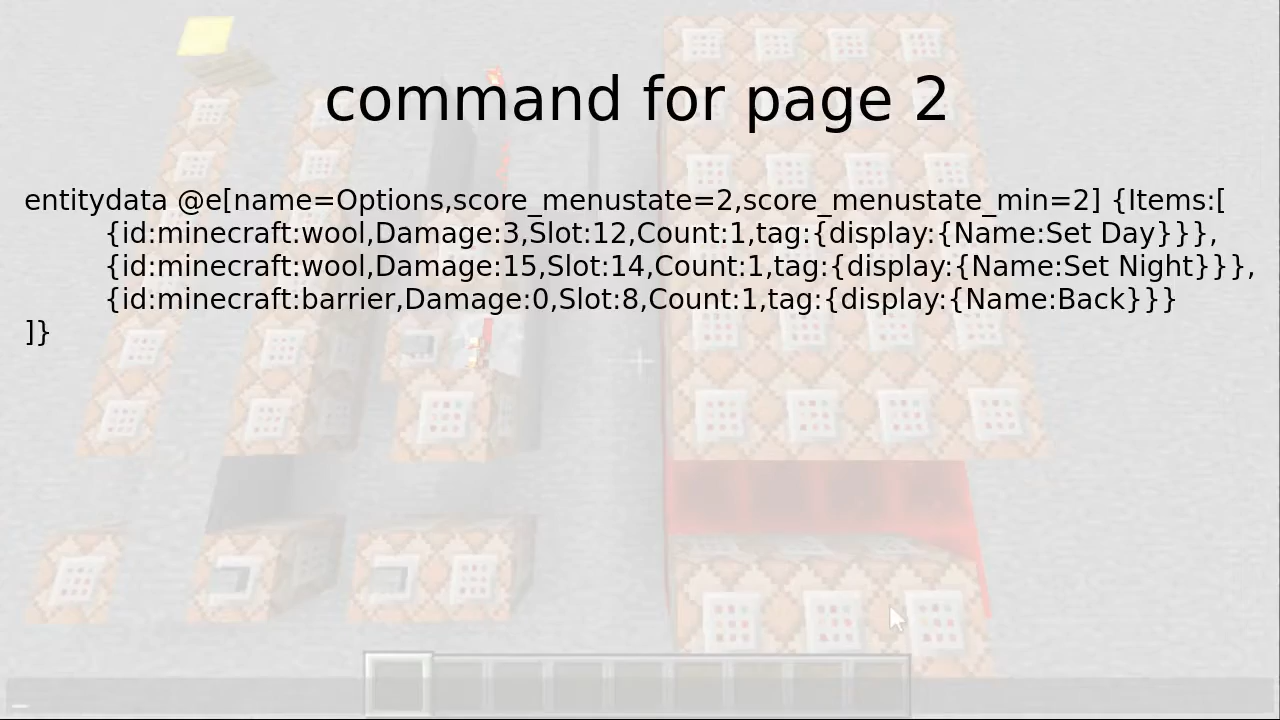 command for page 2
entitydata @e[name=Options,score_menustate=2,score_menustate_min=2] {Items:[
{id:minecraft:wool,Damage:3,Slot:12,Count:1,tag:{display:{Name:Set Day}}},
{id:minecraft:wool,Damage:15,Slot:14,Count:1,tag:{display:{Name:Set Night}}},
{id:minecraft:barrier,Damage:0,Slot:8,Count:1,tag:{display:{Name:Back}}}
]}